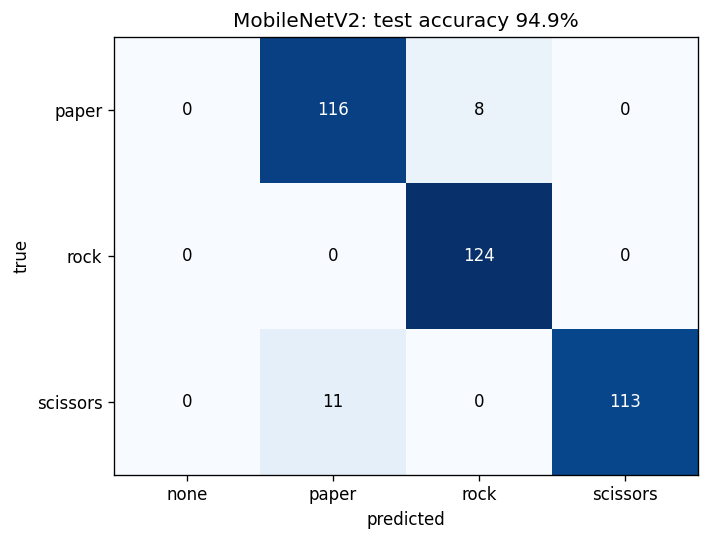 MobileNetV2: test accuracy 94.9%
paper 0 116 8 0
rock 0 0 124 0
scissors 0 11 0 113
true
none paper rock scissors
predicted